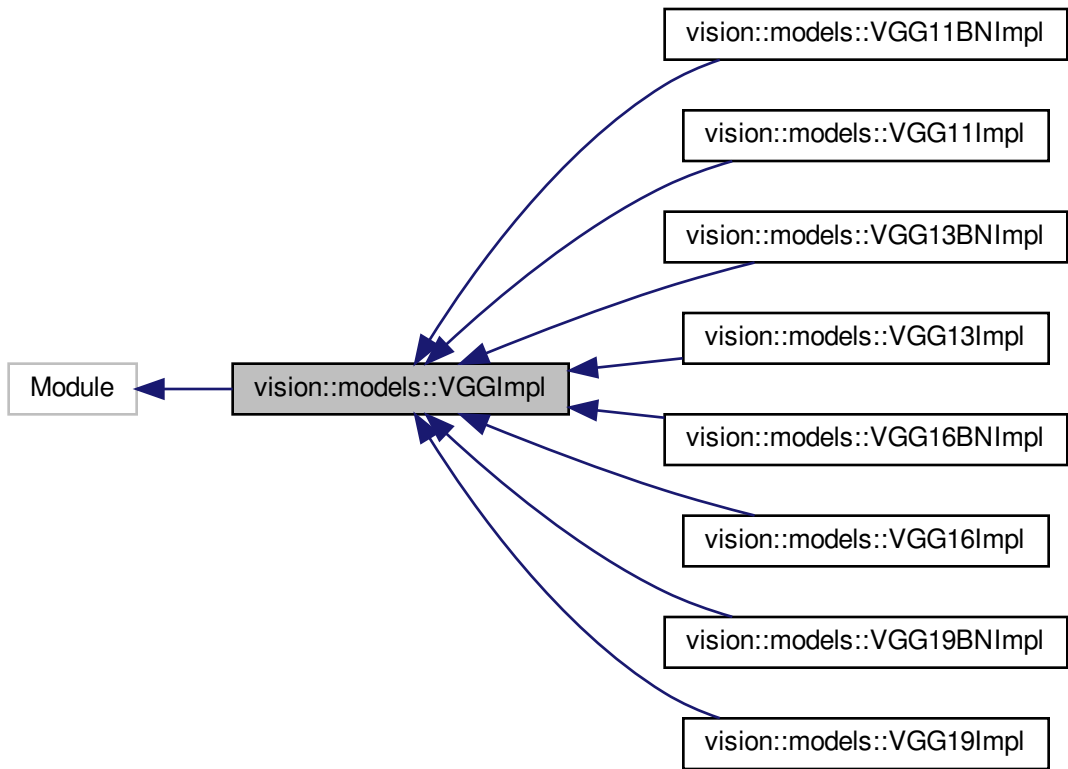 vision::models::VGG11BNImpl
vision::models::VGG11Impl
vision::models::VGG13BNImpl
vision::models::VGG13Impl
Module
vision::models::VGGImpl
vision::models::VGG16BNImpl
vision::models::VGG16Impl
vision::models::VGG19BNImpl
vision::models::VGG19Impl